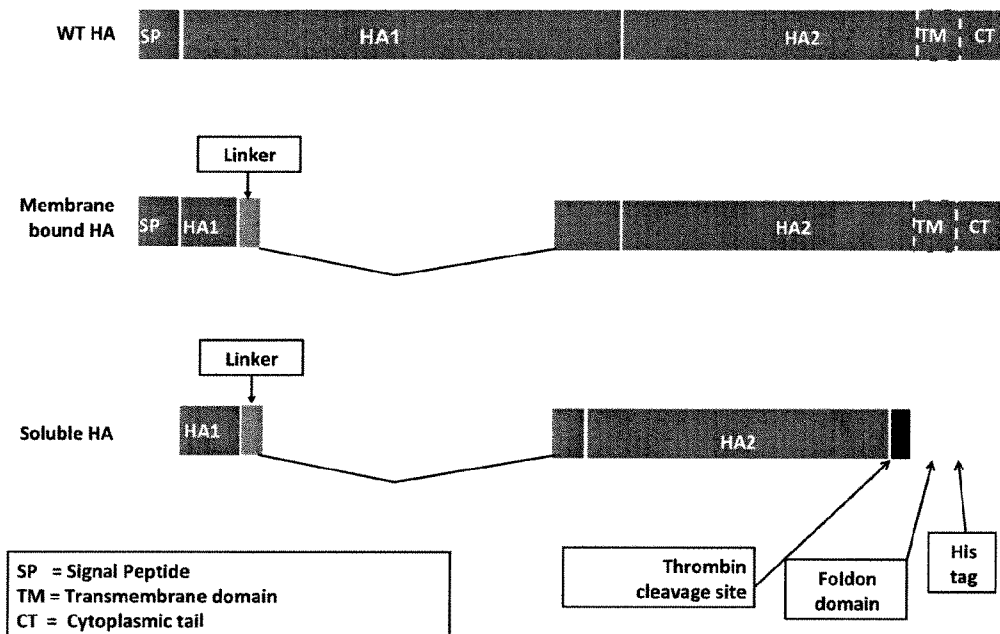 WT HA
SP
HA1
HA2
TM
CT
Linker
Membrane
bound HA
SP
HA1
HA2
TM
CT
Linker
Soluble HA
HA1
HA2
SP = Signal Peptide
TM = Transmembrane domain
CT = Cytoplasmic tail
Thrombin
cleavage site
Foldon
domain
His
tag